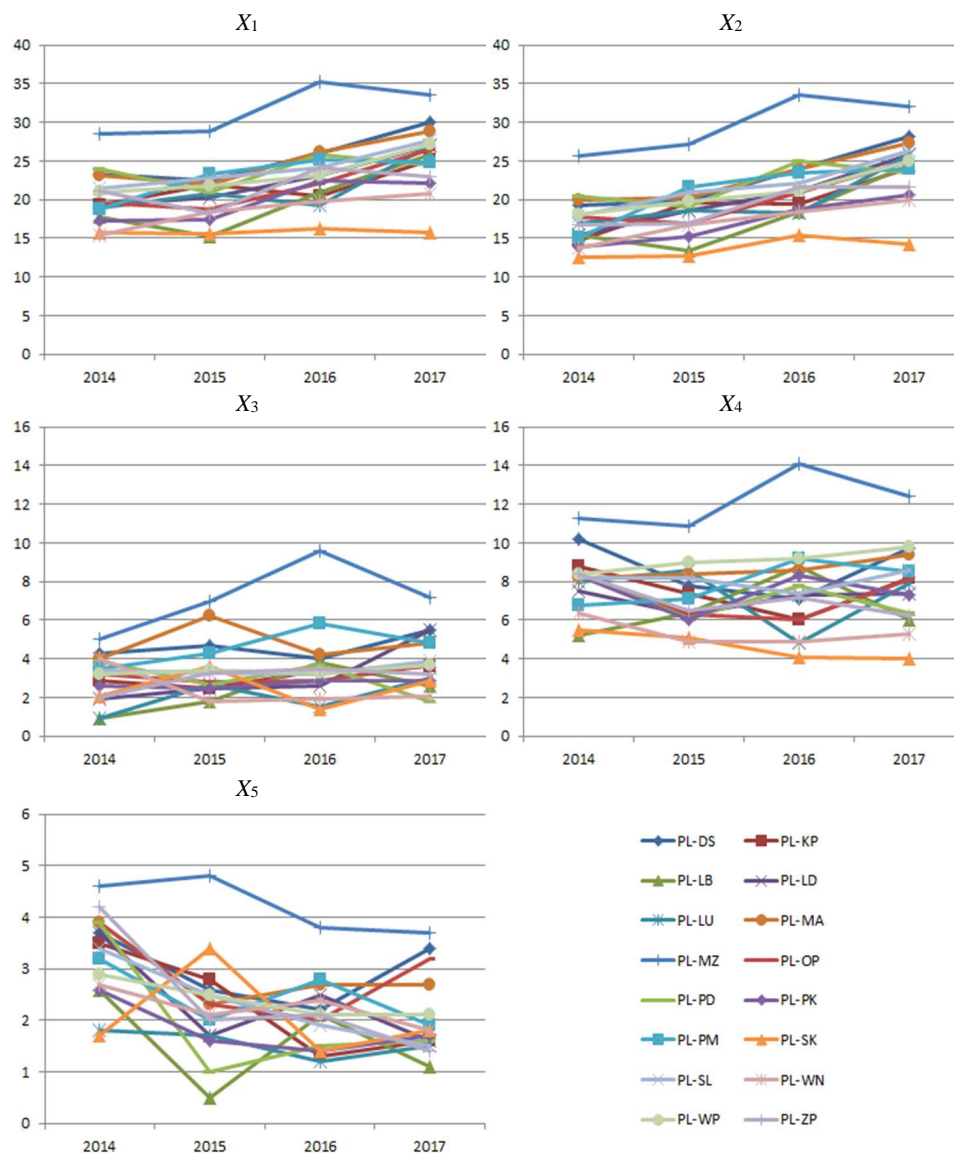 X1
X2
40
35
30
25
20
15
10
5
0
2014 2015 2016 2017
40
35
30
25
20
15
10
5
0
2014 2015 2016 2017
X3
X4
16
14
12
10
8
6
4
2
0
2014 2015 2016 2017
16
14
12
10
8
6
4
2
0
2014 2015 2016 2017
X5
6
5
4
3
2
1
0
2014 2015 2016 2017
PL-DS PL-KP
PL-LB PL-LD
PL-LU PL-MA
PL-MZ PL-OP
PL-PD PL-PK
PL-PM PL-SK
PL-SL PL-WN
PL-WP PL-ZP